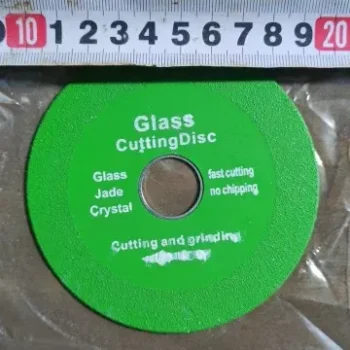 0 10 1 2 3 4 5 6 7 8 9 20
Glass
CuttingDisc
Glass fast cutting
Jade no chipping
Crystal
Cutting and grinding